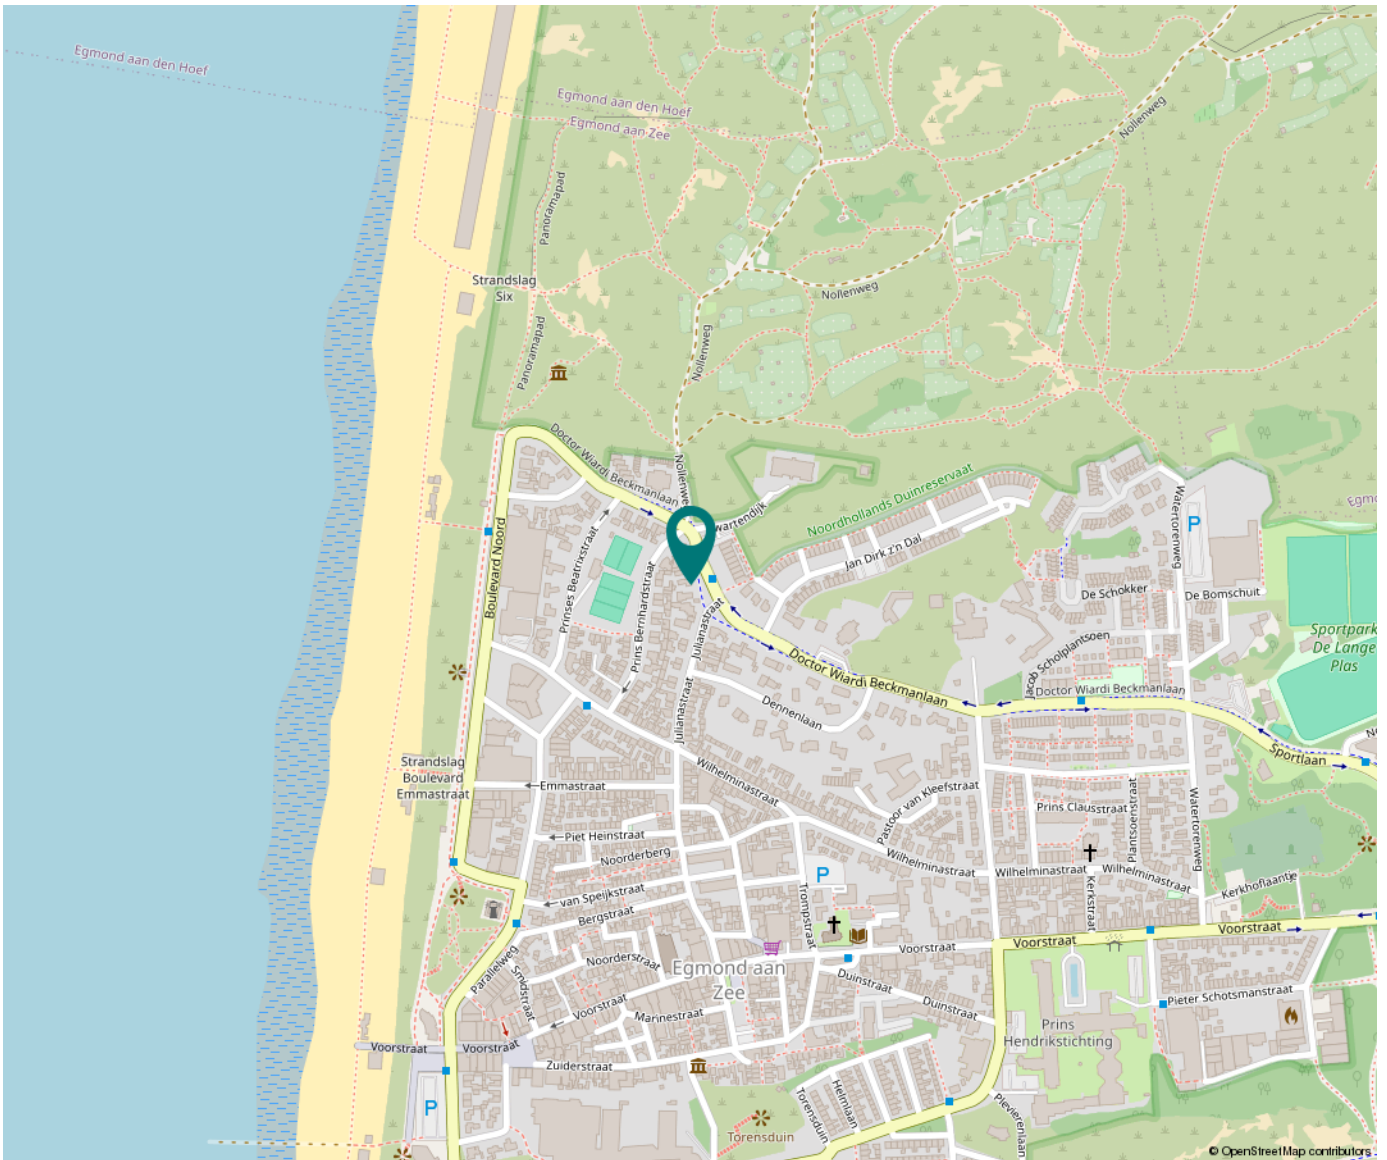 Egmond aan den Hoef
Egmond aan den Hoef
Egmond aan Zee
Nollenweg
Panoramapad
Strandslag
Six
Nollenweg
Panoramapad
Nollenweg
Doctor Wiardi Beckmanlaan
Nollenweg
Noordhollands Duinreservaat
Watertorenweg
P
Egmo
wartendijk
Boulevard Noord
Prinses Beatrixstraat
Prins Bernhardstraat
Jan Dirk z'n Dal
De Schokker
De Bomschuit
Julianastraat
Jacob Scholplantsoen
Sportpark
De Lange
Plas
Doctor Wiardi Beckmanlaan
Doctor Wiardi Beckmanlaan
Julianastraat
Dennenlaan
Sportlaan
Strandslag
Boulevard
Emmastraat
Emmastraat
Wilhelminastraat
Pastoor van Kleefstraat
Prins Clausstraat
Plantsoenstraat
Watertorenweg
Piet Heinstraat
Noorderberg
Wilhelminastraat
Wilhelminastraat
Wilhelminastraat
P
van Speijkstraat
Trompstraat
Kerkstraat
Kerkhoflaantje
Bergstraat
Voorstraat
Voorstraat
Voorstraat
Parallelweg
Smidstraat
Noorderstraat
Egmond aan
Zee
Duinstraat
Duinstraat
Voorstraat
Marinestraat
Pieter Schotsmanstraat
Prins
Hendrikstichting
Voorstraat
Voorstraat
Zuiderstraat
P
Torensduin
Helmlaan
Torensduin
Plevierenlaan
© OpenStreetMap contributors